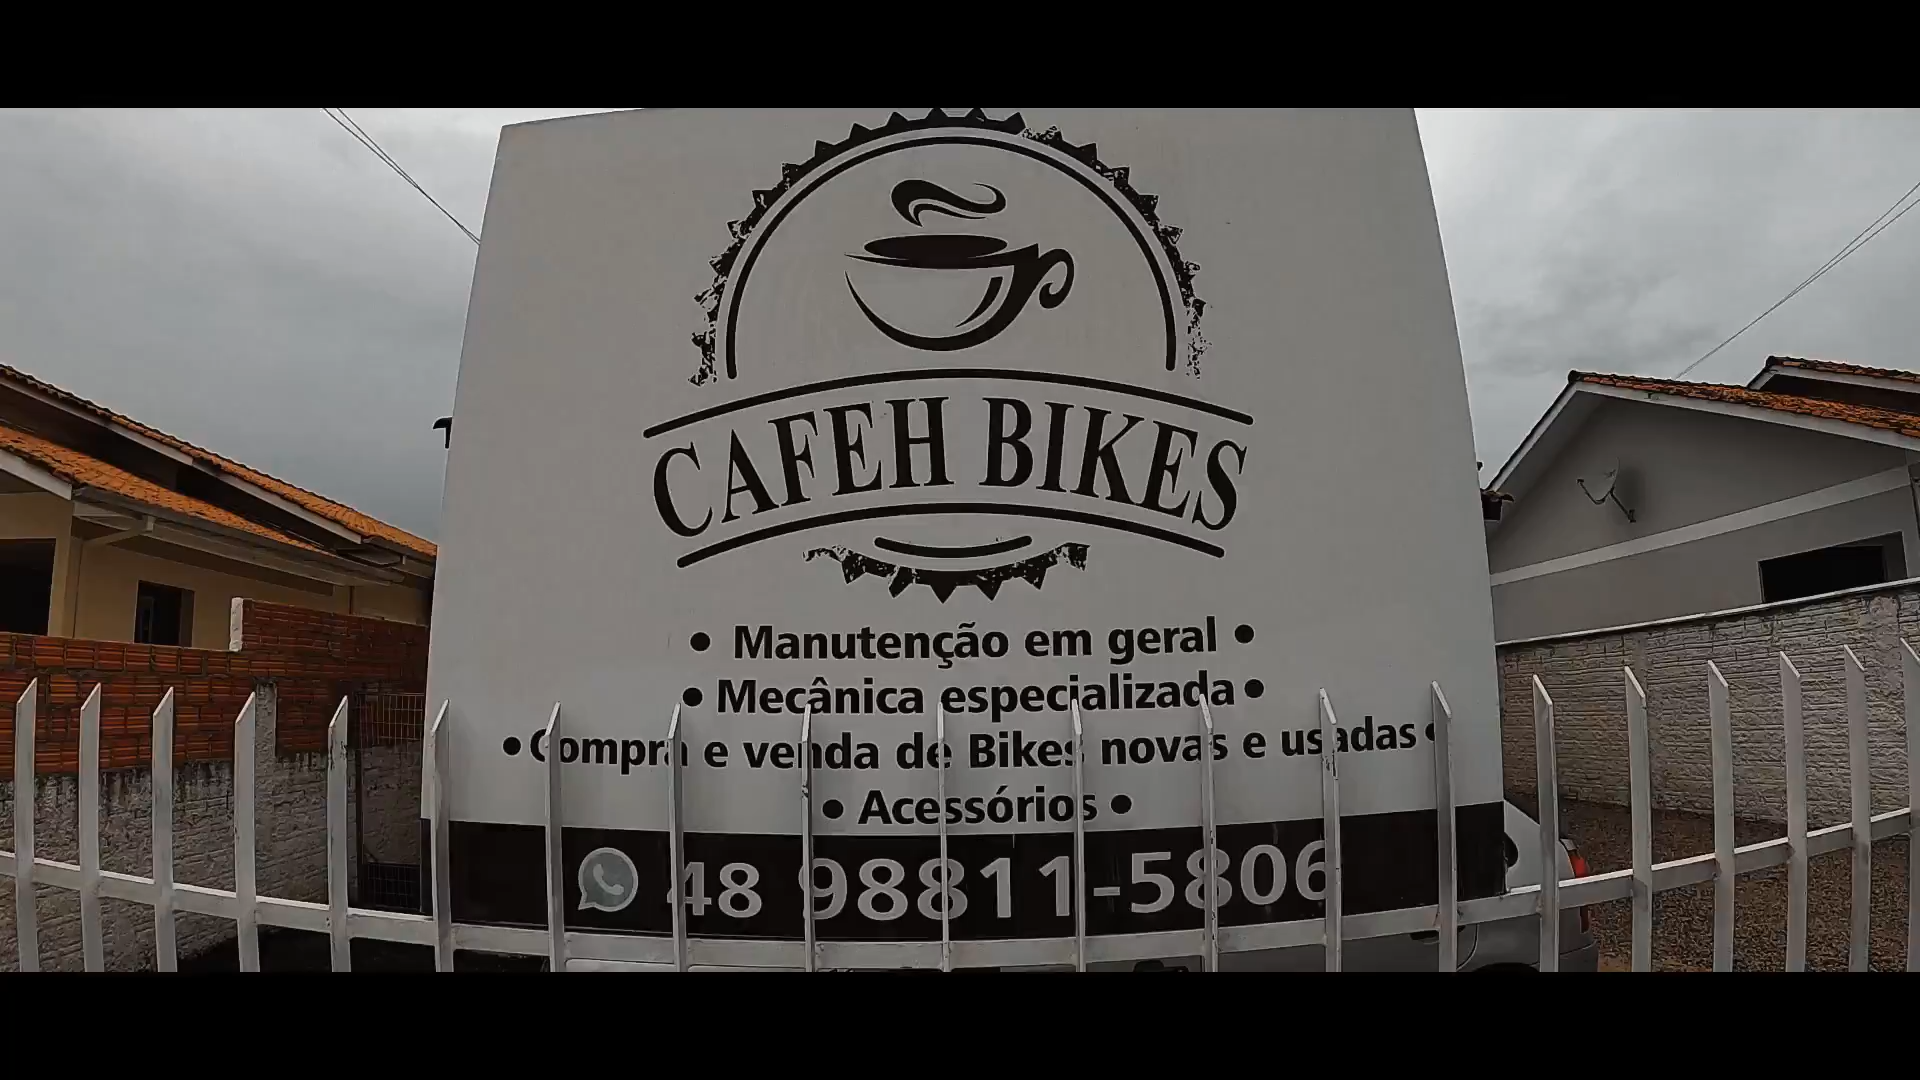 CAFEH BIKES
• Manutenção em geral •
• Mecânica especializada •
• Compra e venda de Bikes novas e usadas •
• Acessórios •
48 98811-5806